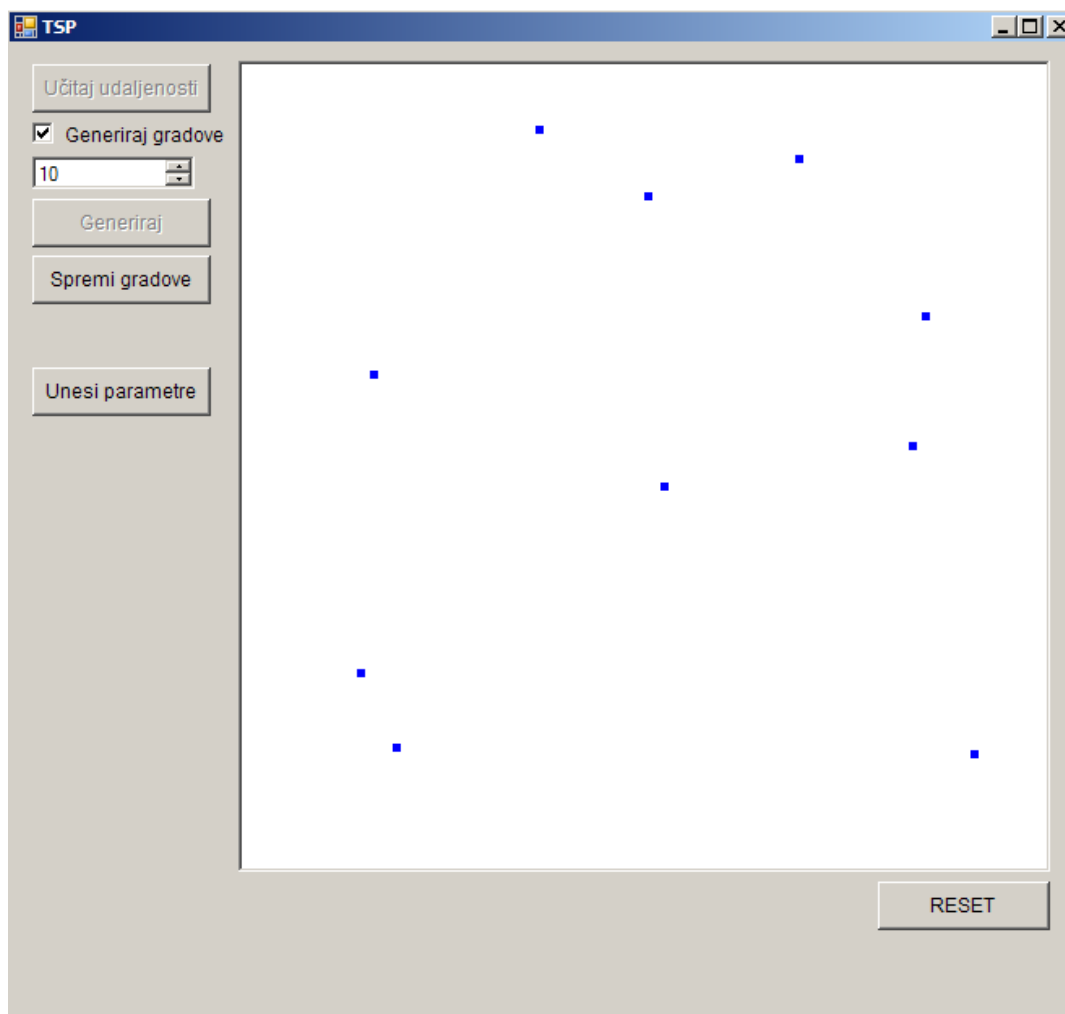 TSP
Učitaj udaljenosti
Generiraj gradove
10
Generiraj
Spremi gradove
Unesi parametre
RESET